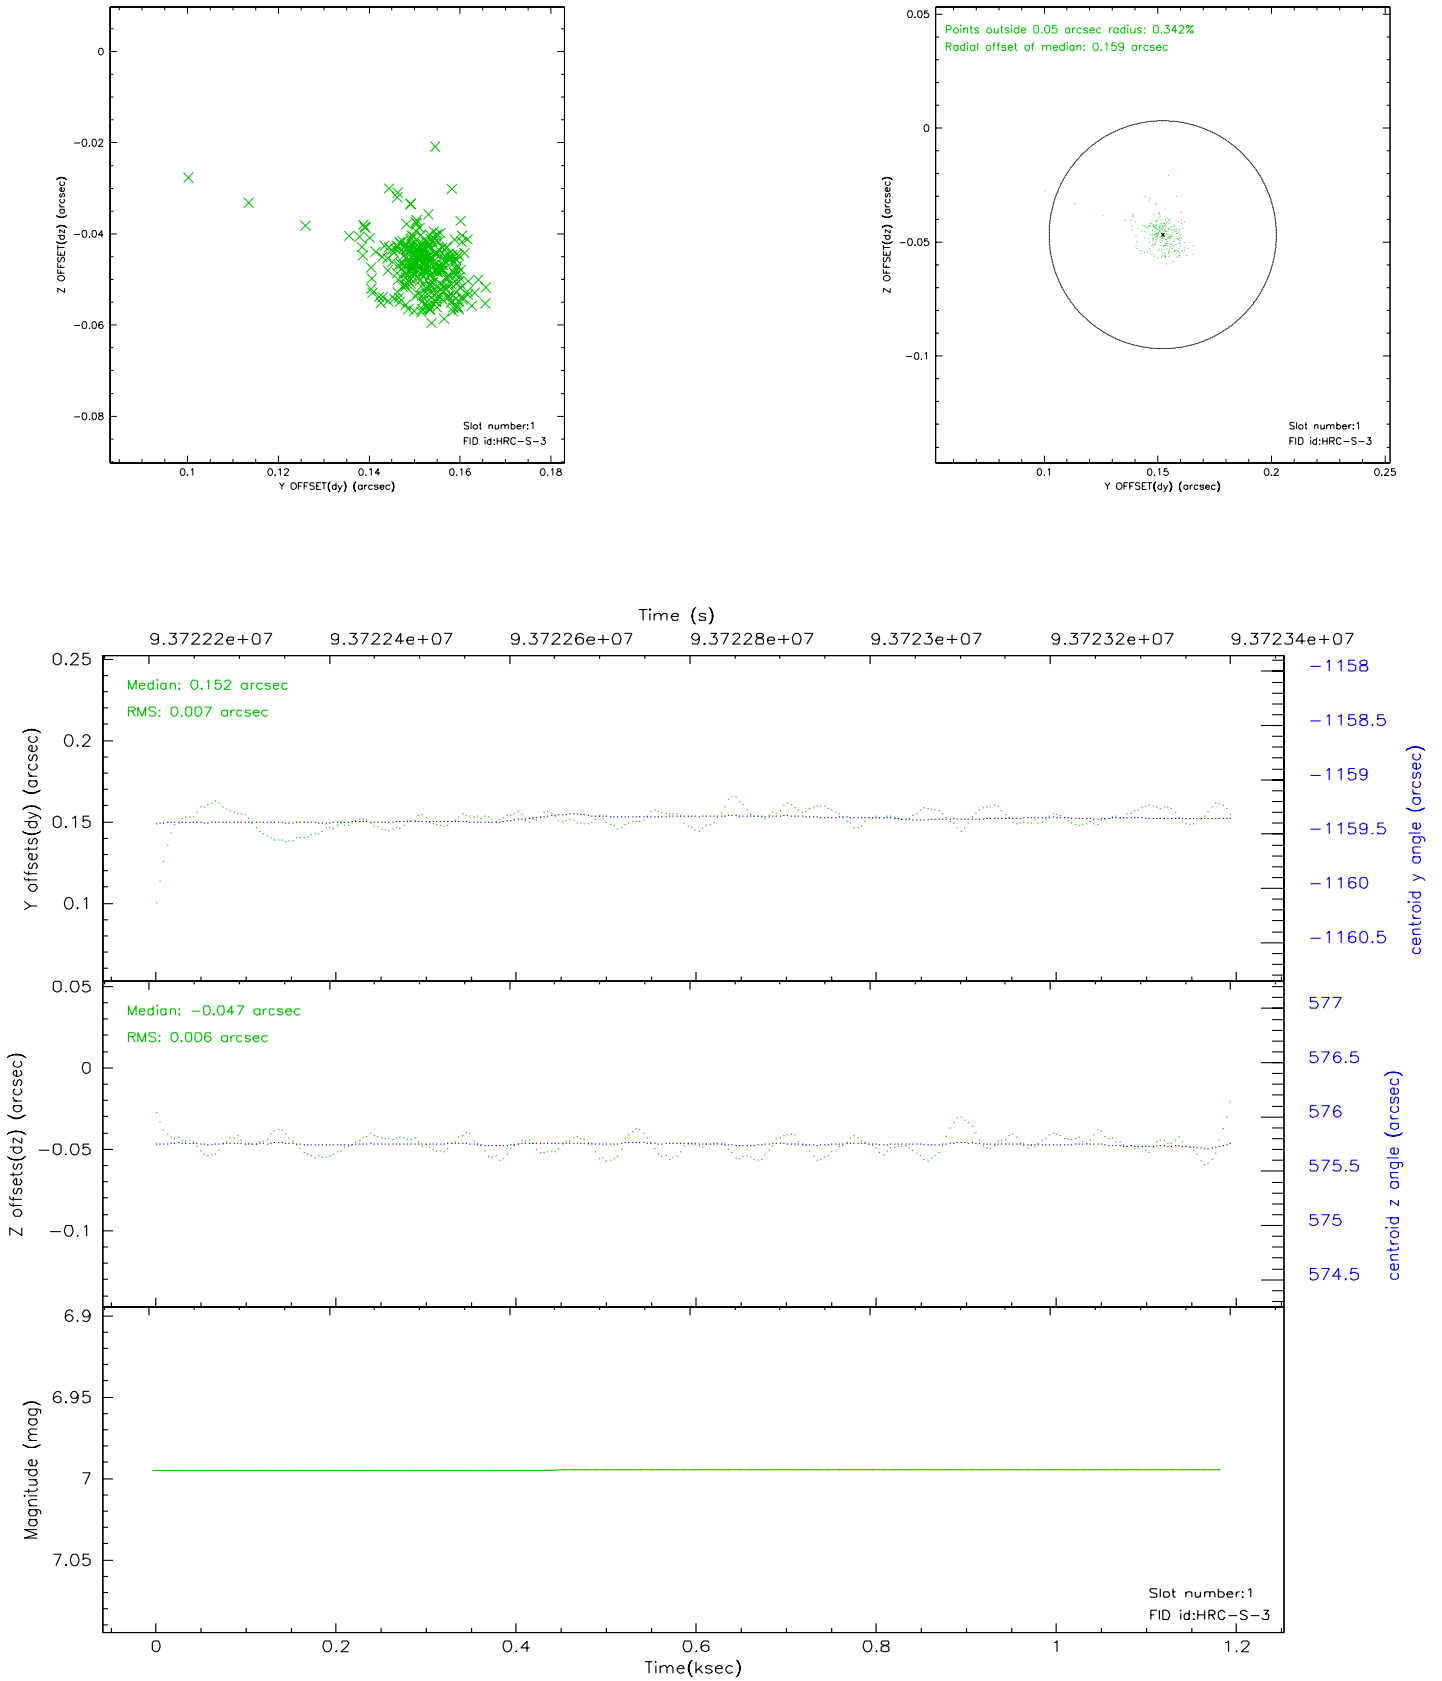 0
-0.02
-0.04
-0.06
-0.08
Z OFFSET(dz) (arcsec)
Slot number:1
FID id:HRC-S-3
0.1 0.12 0.14 0.16 0.18
Y OFFSET(dy) (arcsec)
Points outside 0.05 arcsec radius: 0.342%
Radial offset of median: 0.159 arcsec
0.05
0
-0.05
-0.1
Z OFFSET(dz) (arcsec)
Slot number:1
FID id:HRC-S-3
0.1 0.15 0.2 0.25
Y OFFSET(dy) (arcsec)
Time (s)
9.37222e+07 9.37224e+07 9.37226e+07 9.37228e+07 9.3723e+07 9.37232e+07 9.37234e+07
Median: 0.152 arcsec
RMS: 0.007 arcsec
0.25
0.2
0.15
0.1
Y offsets(dy) (arcsec)
-1158
-1158.5
-1159
-1159.5
-1160
-1160.5
centroid y angle (arcsec)
Median: -0.047 arcsec
RMS: 0.006 arcsec
0.05
0
-0.05
-0.1
Z offsets(dz) (arcsec)
577
576.5
576
575.5
575
574.5
centroid z angle (arcsec)
6.9
6.95
7
7.05
Magnitude (mag)
Slot number:1
FID id:HRC-S-3
0 0.2 0.4 0.6 0.8 1 1.2
Time(ksec)